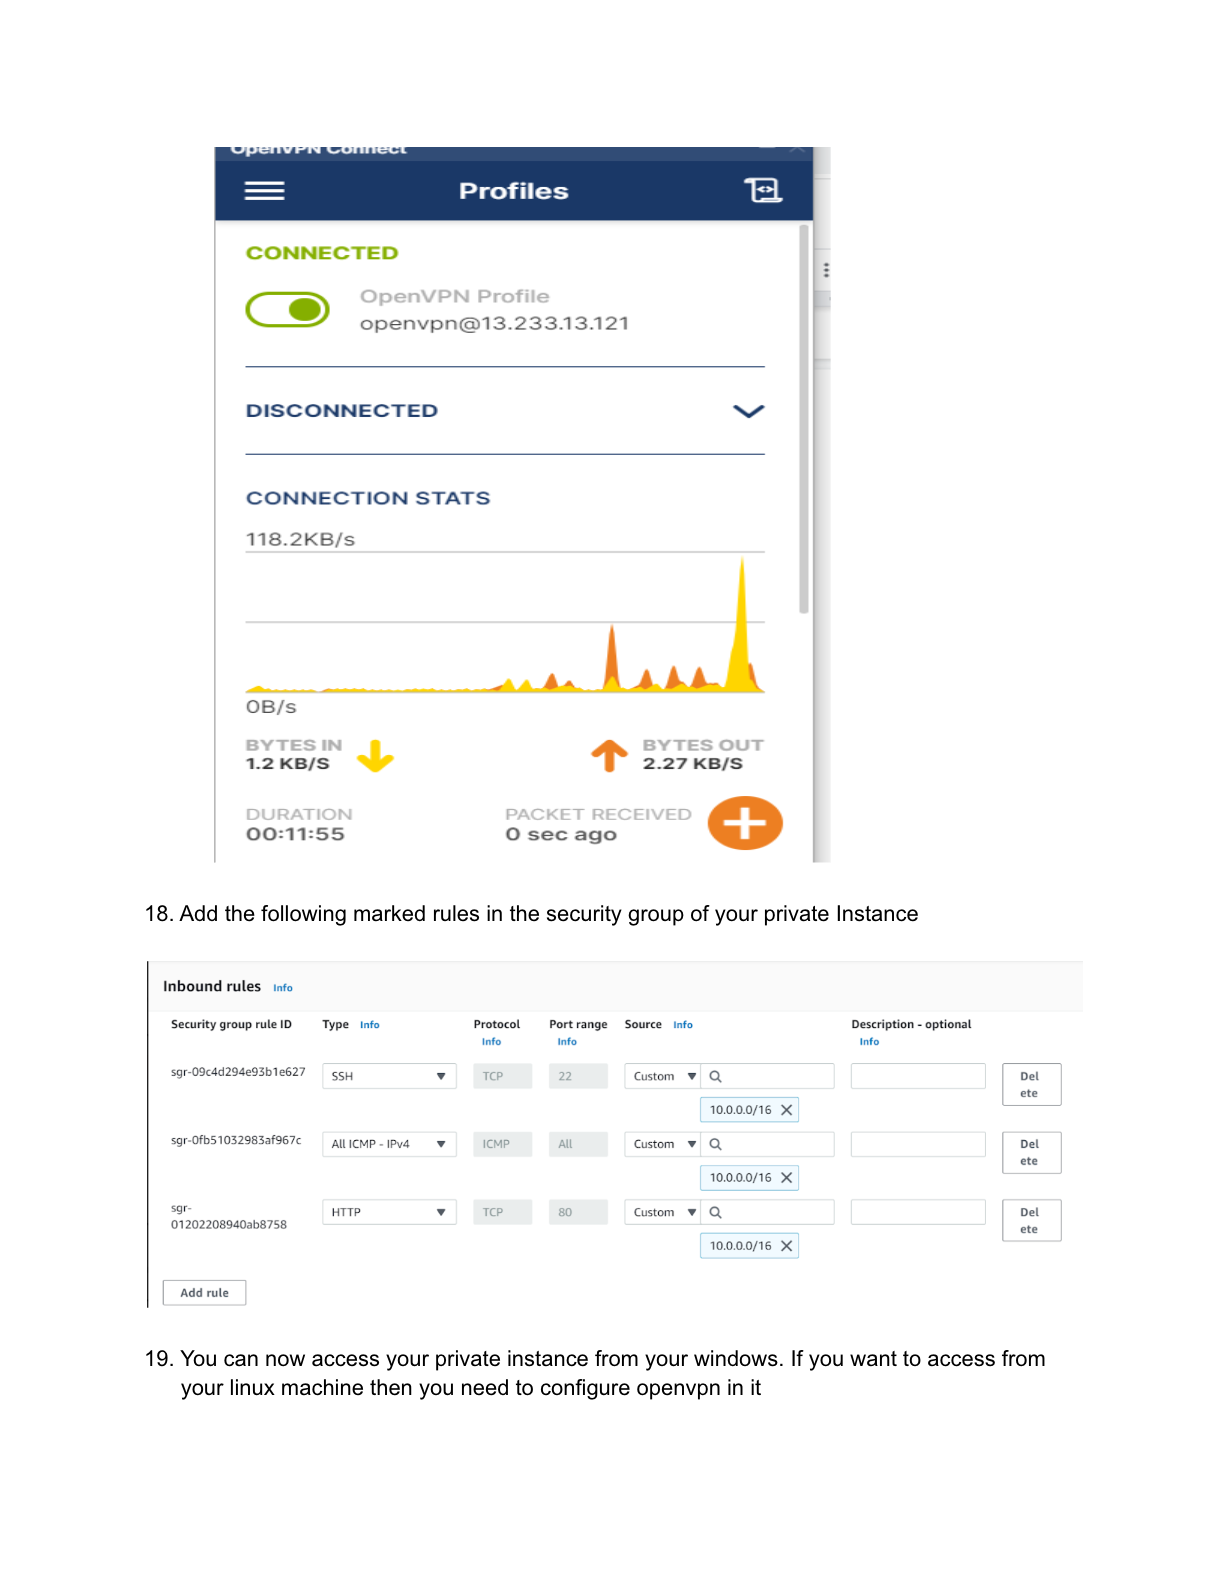 OpenVPN Connect
Profiles
CONNECTED
OpenVPN Profile
openvpn@13.233.13.121
DISCONNECTED
CONNECTION STATS
118.2KB/s
0B/s
BYTES IN
1.2 KB/S
BYTES OUT
2.27 KB/S
DURATION
00:11:55
PACKET RECEIVED
0 sec ago
18. Add the following marked rules in the security group of your private Instance
Inbound rules Info
Security group rule ID Type Info Protocol Info Port range Info Source Info Description - optional Info
sgr-09c4d294e93b1e627 SSH TCP 22 Custom
10.0.0.0/16
Del
ete
sgr-0fb51032983af967c All ICMP - IPv4 ICMP All Custom
10.0.0.0/16
Del
ete
sgr-
01202208940ab8758
HTTP TCP 80 Custom
10.0.0.0/16
Del
ete
Add rule
19. You can now access your private instance from your windows. If you want to access from
your linux machine then you need to configure openvpn in it